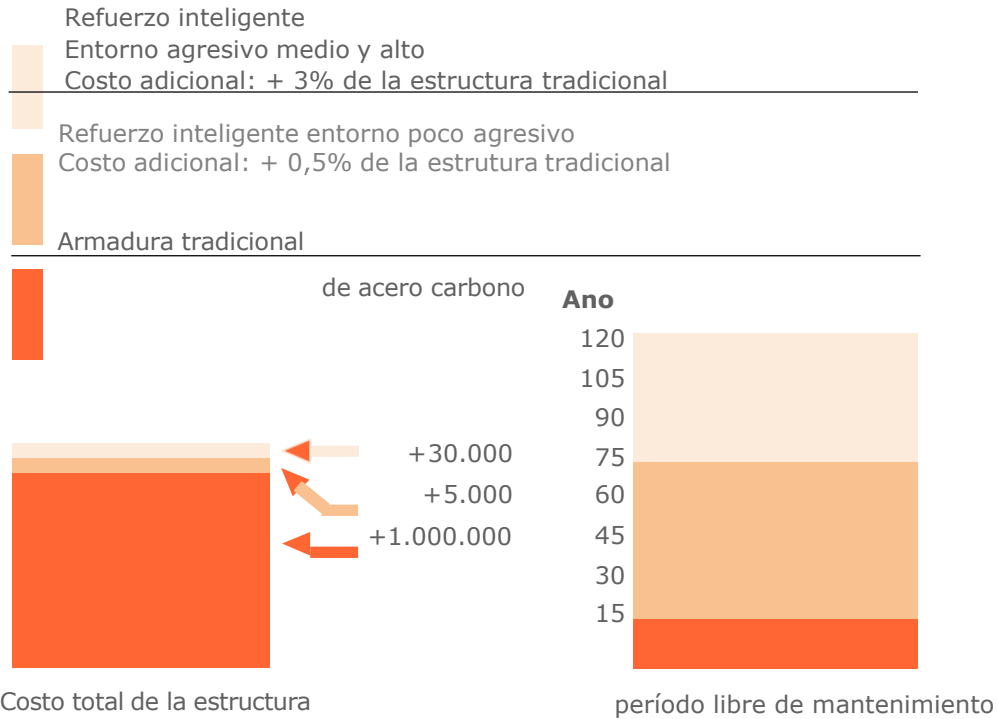 Refuerzo inteligente
Entorno agresivo medio y alto
Costo adicional: + 3% de la estructura tradicional
Refuerzo inteligente entorno poco agresivo
Costo adicional: + 0,5% de la estrutura tradicional
Armadura tradicional
de acero carbono
Ano
120
105
90
75
60
45
30
15
+30.000
+5.000
+1.000.000
Costo total de la estructura
período libre de mantenimiento